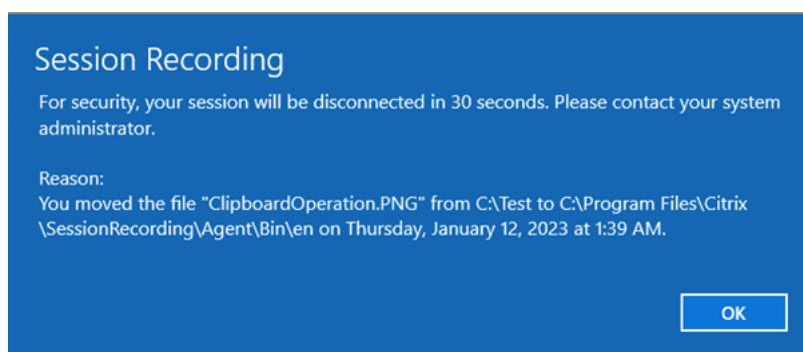 Session Recording
For security, your session will be disconnected in 30 seconds. Please contact your system
administrator.
Reason:
You moved the file "ClipboardOperation.PNG" from C:\Test to C:\Program Files\Citrix
\SessionRecording\Agent\Bin\en on Thursday, January 12, 2023 at 1:39 AM.
OK